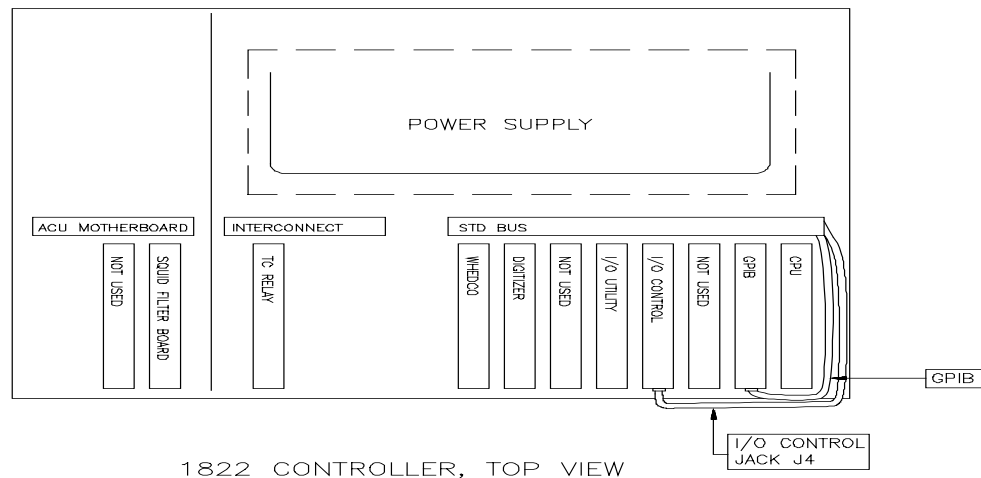 POWER SUPPLY
ACU MOTHERBOARD
INTERCONNECT
STD BUS
NOT USED
SQUID FILTER BOARD
TC RELAY
WHEDCO
DIGITIZER
NOT USED
I/O UTILITY
I/O CONTROL
NOT USED
GPIB
CPU
GPIB
I/O CONTROL
JACK J4
1822 CONTROLLER, TOP VIEW